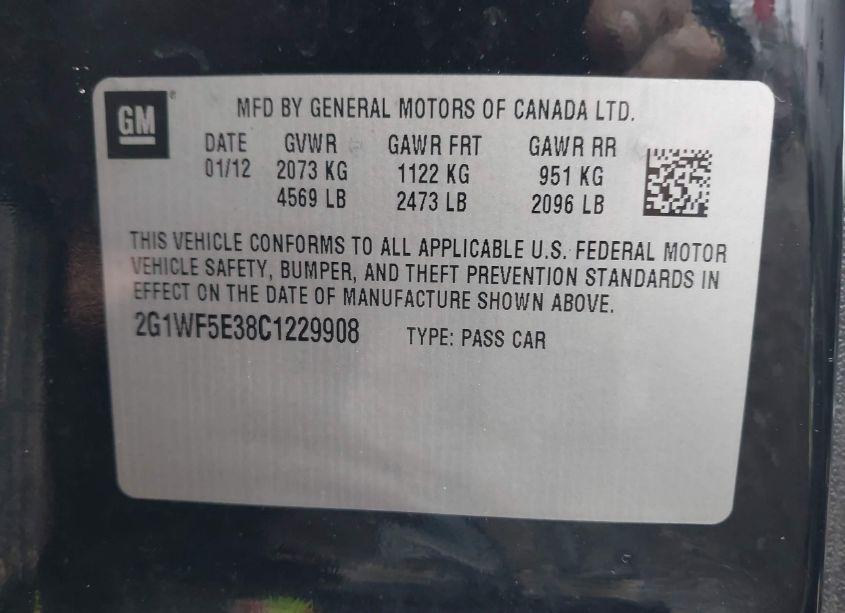 GM
MFD BY GENERAL MOTORS OF CANADA LTD.
DATE GVWR GAWR FRT GAWR RR
01/12 2073 KG 1122 KG 951 KG
4569 LB 2473 LB 2096 LB
THIS VEHICLE CONFORMS TO ALL APPLICABLE U.S. FEDERAL MOTOR
VEHICLE SAFETY, BUMPER, AND THEFT PREVENTION STANDARDS IN
EFFECT ON THE DATE OF MANUFACTURE SHOWN ABOVE.
2G1WF5E38C1229908 TYPE: PASS CAR